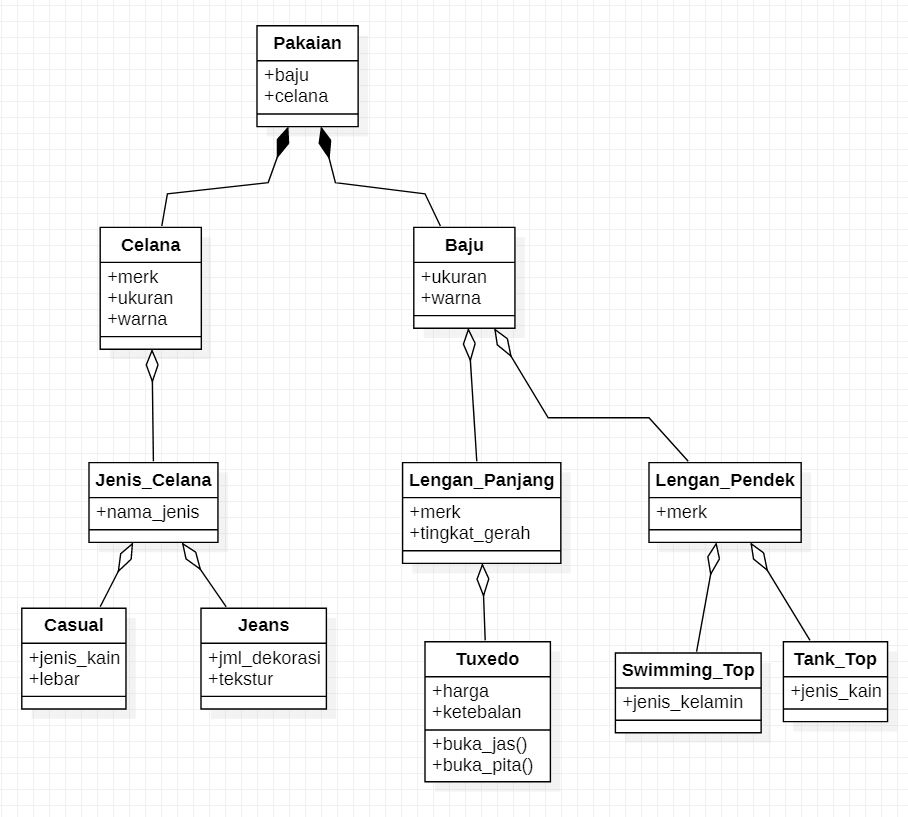 Pakaian
+baju
+celana
Celana
+merk
+ukuran
+warna
Baju
+ukuran
+warna
Jenis_Celana
+nama_jenis
Lengan_Panjang
+merk
+tingkat_gerah
Lengan_Pendek
+merk
Casual
+jenis_kain
+lebar
Jeans
+jml_dekorasi
+tekstur
Tuxedo
+harga
+ketebalan
+buka_jas()
+buka_pita()
Swimming_Top
+jenis_kelamin
Tank_Top
+jenis_kain